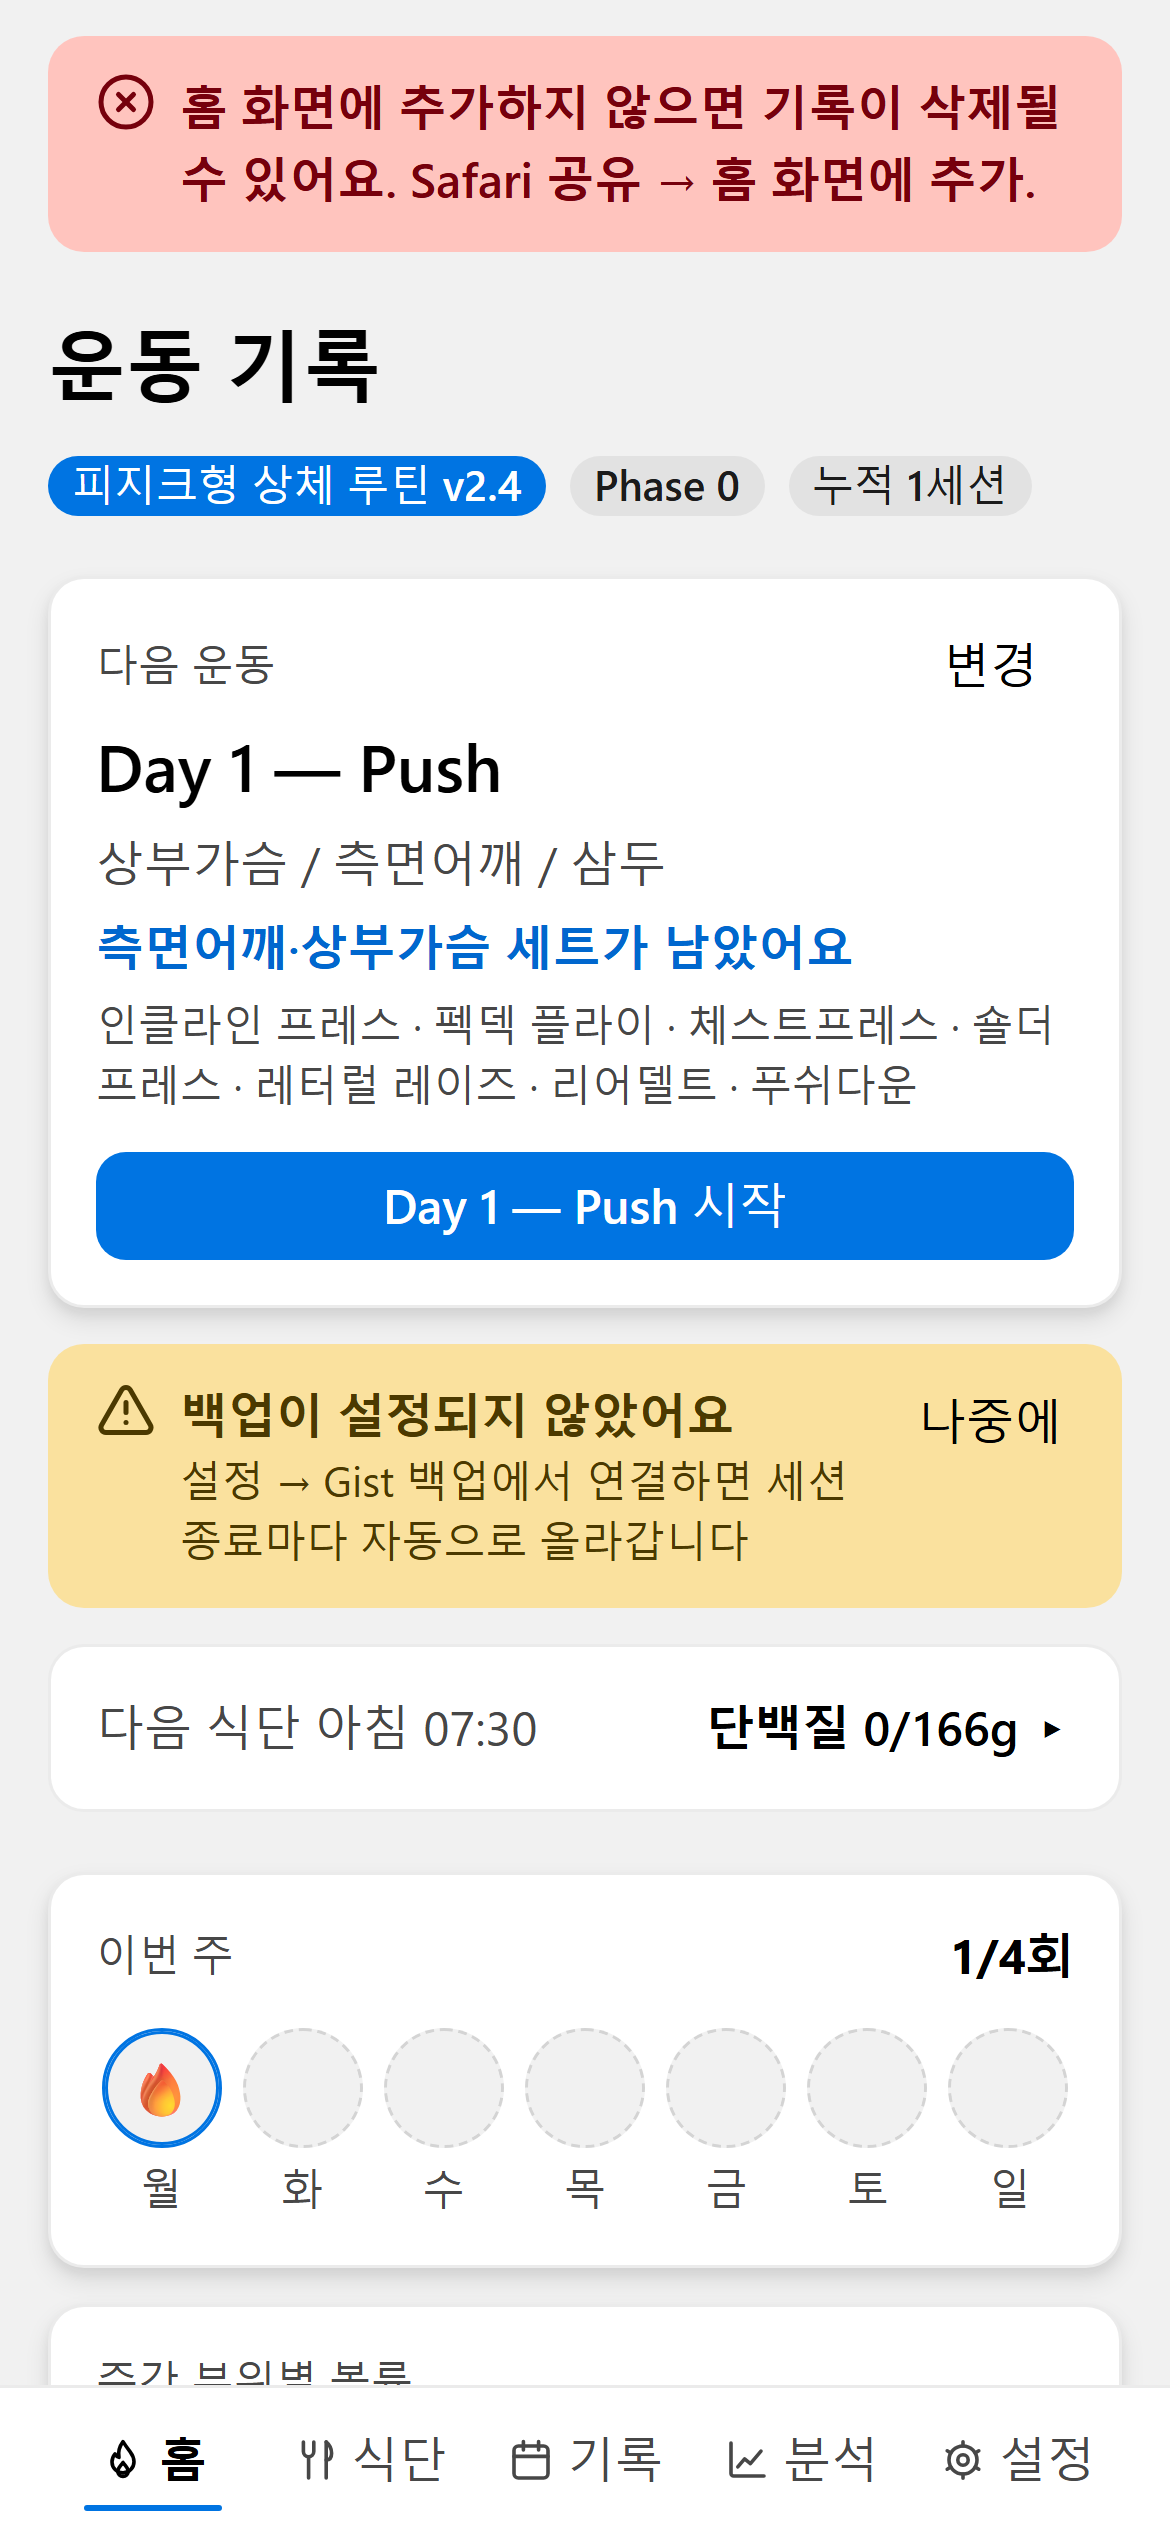 홈 화면에 추가하지 않으면 기록이 삭제될
수 있어요. Safari 공유 → 홈 화면에 추가.
운동 기록
피지크형 상체 루틴 v2.4
Phase 0
누적 1세션
다음 운동
변경
Day 1 — Push
상부가슴 / 측면어깨 / 삼두
측면어깨·상부가슴 세트가 남았어요
인클라인 프레스 · 펙덱 플라이 · 체스트프레스 · 숄더
프레스 · 레터럴 레이즈 · 리어델트 · 푸쉬다운
Day 1 — Push 시작
백업이 설정되지 않았어요
나중에
설정 → Gist 백업에서 연결하면 세션
종료마다 자동으로 올라갑니다
다음 식단 아침 07:30
단백질 0/166g ▸
이번 주
1/4회
월 화 수 목 금 토 일
주간 부위별 볼륨
홈 식단 기록 분석 설정